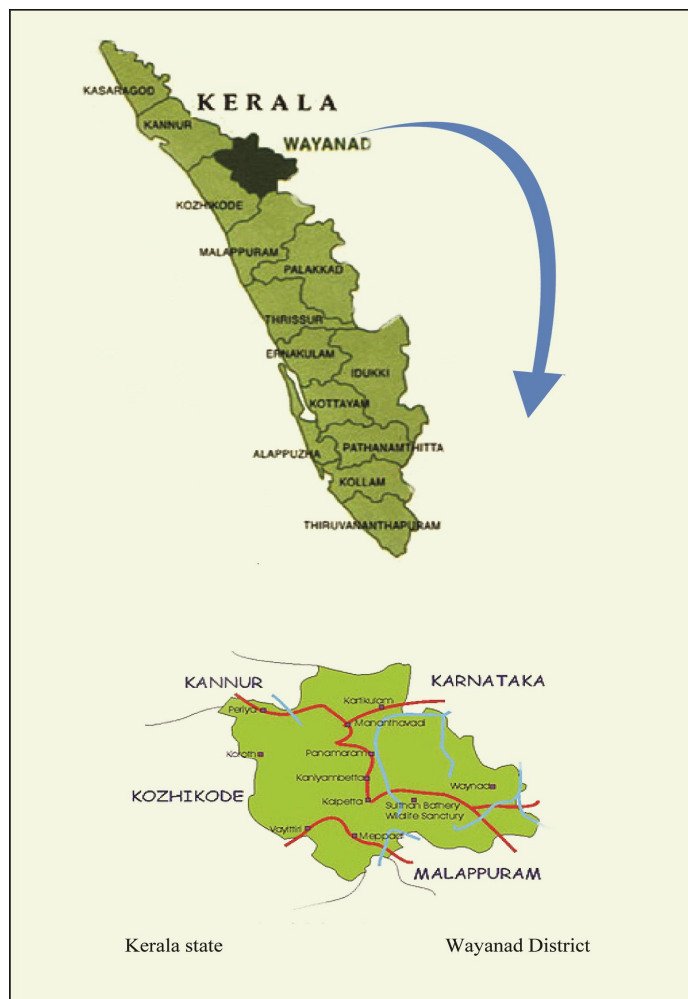 KASARAGOD
KERALA
KANNUR
WAYANAD
KOZHIKODE
MALAPPURAM
PALAKKAD
THRISSUR
ERNAKULAM
IDUKKI
KOTTAYAM
ALAPPUZHA
PATHANAMTHITTA
KOLLAM
THIRUVANANTHAPURAM
KANNUR
KARNATAKA
Periya
Kartikulam
Mananthavadi
Koroth
Panamaram
Kaniyambetta
Waynad
KOZHIKODE
Kalpetta
Sulthan Bathery
Wildlife Sanctury
Vayittiri
Meppadi
MALAPPURAM
Kerala state
Wayanad District